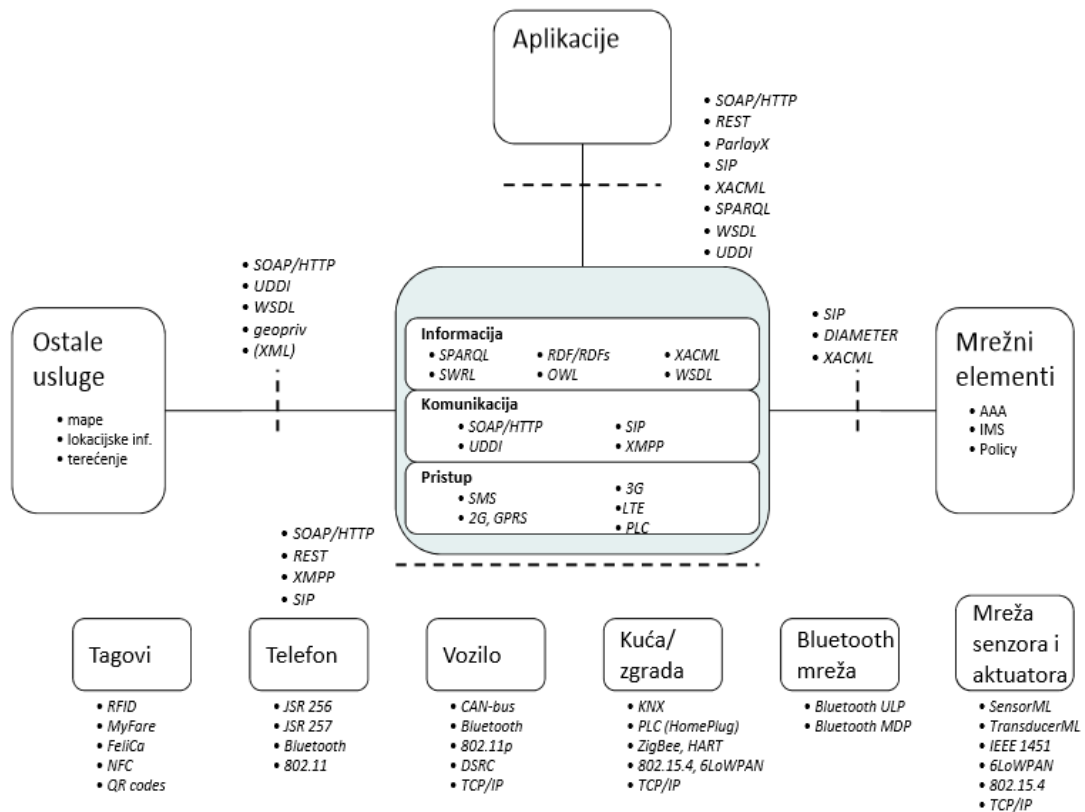 Aplikacije
• SOAP/HTTP
• REST
• ParlayX
• SIP
• XACML
• SPARQL
• WSDL
• UDDI
• SOAP/HTTP
• UDDI
• WSDL
• geopriv
• (XML)
Ostale
usluge
• mape
• lokacijske inf.
• terećenje
Informacija
• SPARQL
• SWRL
• RDF/RDFs
• OWL
• XACML
• WSDL
Komunikacija
• SOAP/HTTP
• UDDI
• SIP
• XMPP
Pristup
• SMS
• 2G, GPRS
• 3G
•LTE
• PLC
• SIP
• DIAMETER
• XACML
Mrežni
elementi
• AAA
• IMS
• Policy
• SOAP/HTTP
• REST
• XMPP
• SIP
Tagovi
• RFID
• MyFare
• FeliCa
• NFC
• QR codes
Telefon
• JSR 256
• JSR 257
• Bluetooth
• 802.11
Vozilo
• CAN-bus
• Bluetooth
• 802.11p
• DSRC
• TCP/IP
Kuća/
zgrada
• KNX
• PLC (HomePlug)
• ZigBee, HART
• 802.15.4, 6LoWPAN
• TCP/IP
Bluetooth
mreža
• Bluetooth ULP
• Bluetooth MDP
Mreža
senzora i
aktuatora
• SensorML
• TransducerML
• IEEE 1451
• 6LoWPAN
• 802.15.4
• TCP/IP